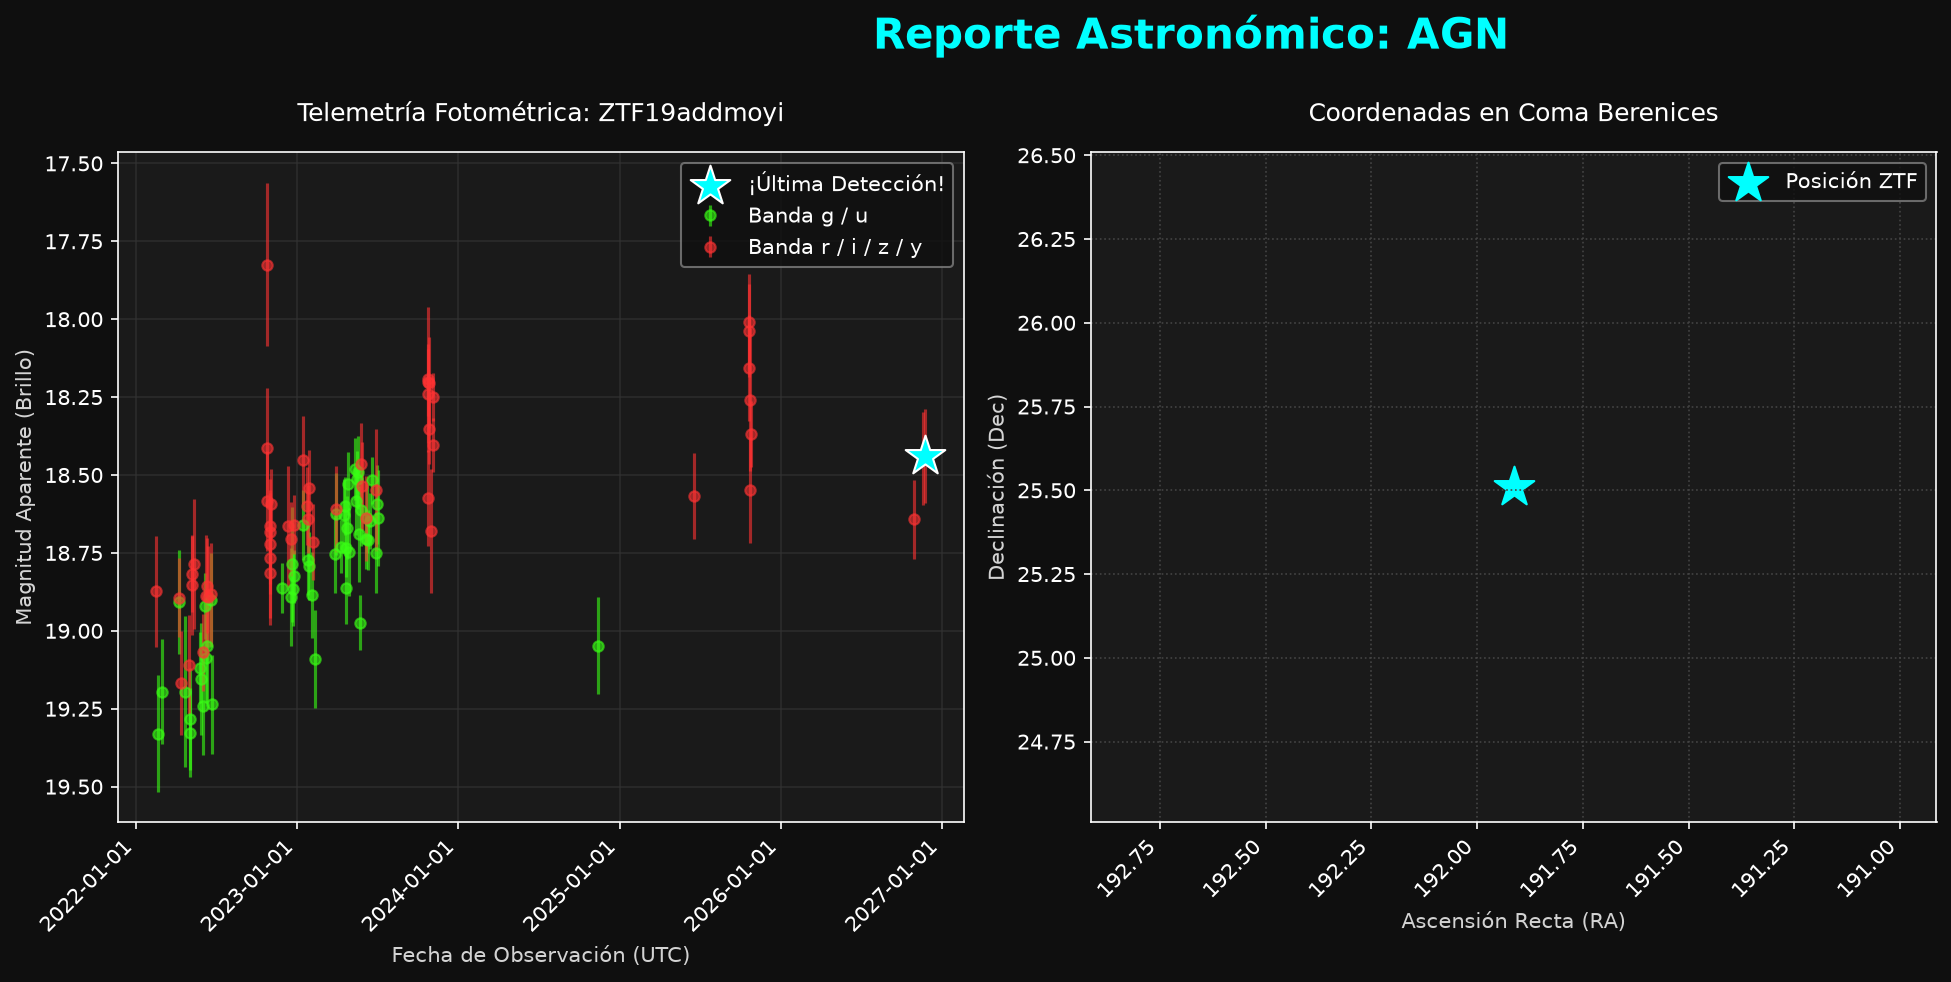 Reporte Astronómico: AGN
Telemetría Fotométrica: ZTF19addmoyi
Magnitud Aparente (Brillo)
17.50
17.75
18.00
18.25
18.50
18.75
19.00
19.25
19.50
¡Última Detección!
Banda g / u
Banda r / i / z / y
2022-01-01
2023-01-01
2024-01-01
2025-01-01
2026-01-01
2027-01-01
Fecha de Observación (UTC)
Coordenadas en Coma Berenices
Declinación (Dec)
26.50
26.25
26.00
25.75
25.50
25.25
25.00
24.75
Posición ZTF
192.75
192.50
192.25
192.00
191.75
191.50
191.25
191.00
Ascensión Recta (RA)